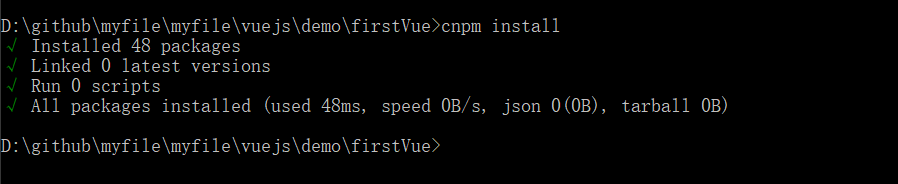 D:\github\myfile\myfile\vuejs\demo\firstVue>cnpm install
√ Installed 48 packages
√ Linked 0 latest versions
√ Run 0 scripts
√ All packages installed (used 48ms, speed 0B/s, json 0(0B), tarball 0B)
D:\github\myfile\myfile\vuejs\demo\firstVue>